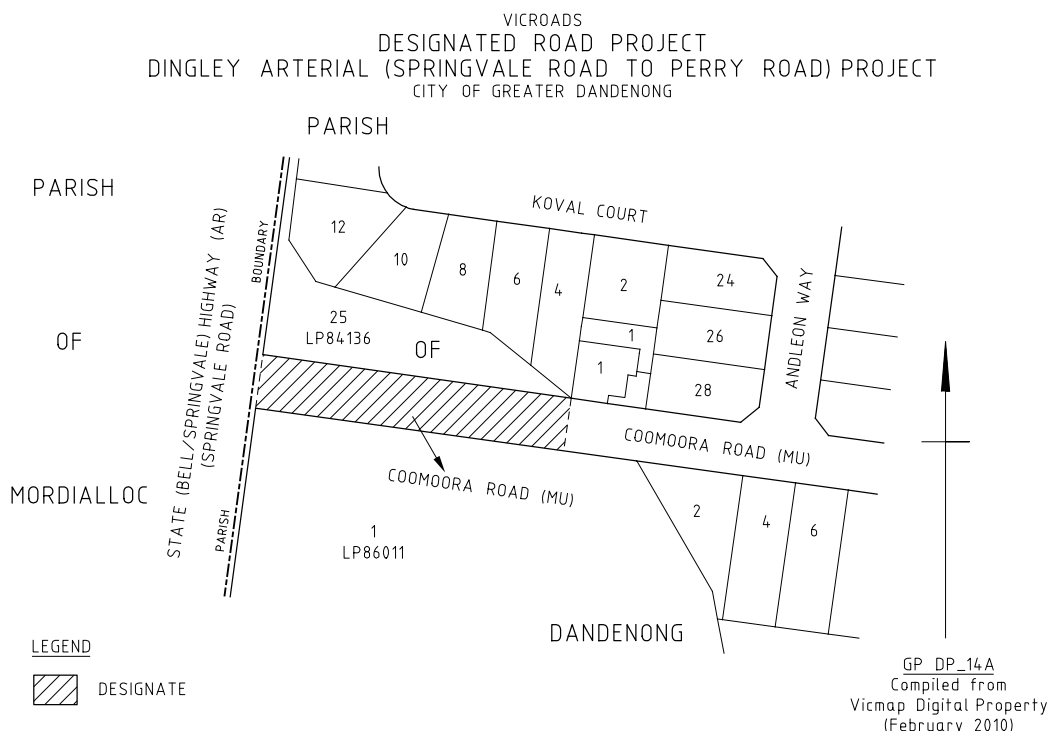 VICROADS
DESIGNATED ROAD PROJECT
DINGLEY ARTERIAL (SPRINGVALE ROAD TO PERRY ROAD) PROJECT
CITY OF GREATER DANDENONG
PARISH
PARISH
OF
MORDIALLOC
STATE (BELL/SPRINGVALE) HIGHWAY (AR)
(SPRINGVALE ROAD)
BOUNDARY
PARISH
KOVAL COURT
12
10
8
6
4
2
24
1
26
1
28
25
LP84136
OF
ANDLEON WAY
COOMOORA ROAD (MU)
COOMOORA ROAD (MU)
1
LP86011
2
4
6
DANDENONG
LEGEND
DESIGNATE
GP DP_14A
Compiled from
Vicmap Digital Property
(February 2010)